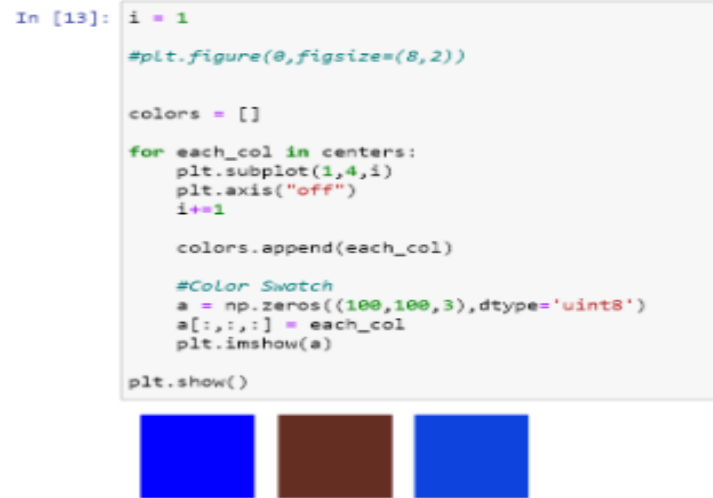 In [13]: i = 1
#plt.figure(0,figsize=(8,2))
colors = []
for each_col in centers:
    plt.subplot(1,4,i)
    plt.axis("off")
    i+=1
    colors.append(each_col)
    #Color Swatch
    a = np.zeros((100,100,3),dtype='uint8')
    a[:,:,:] = each_col
    plt.imshow(a)
plt.show()